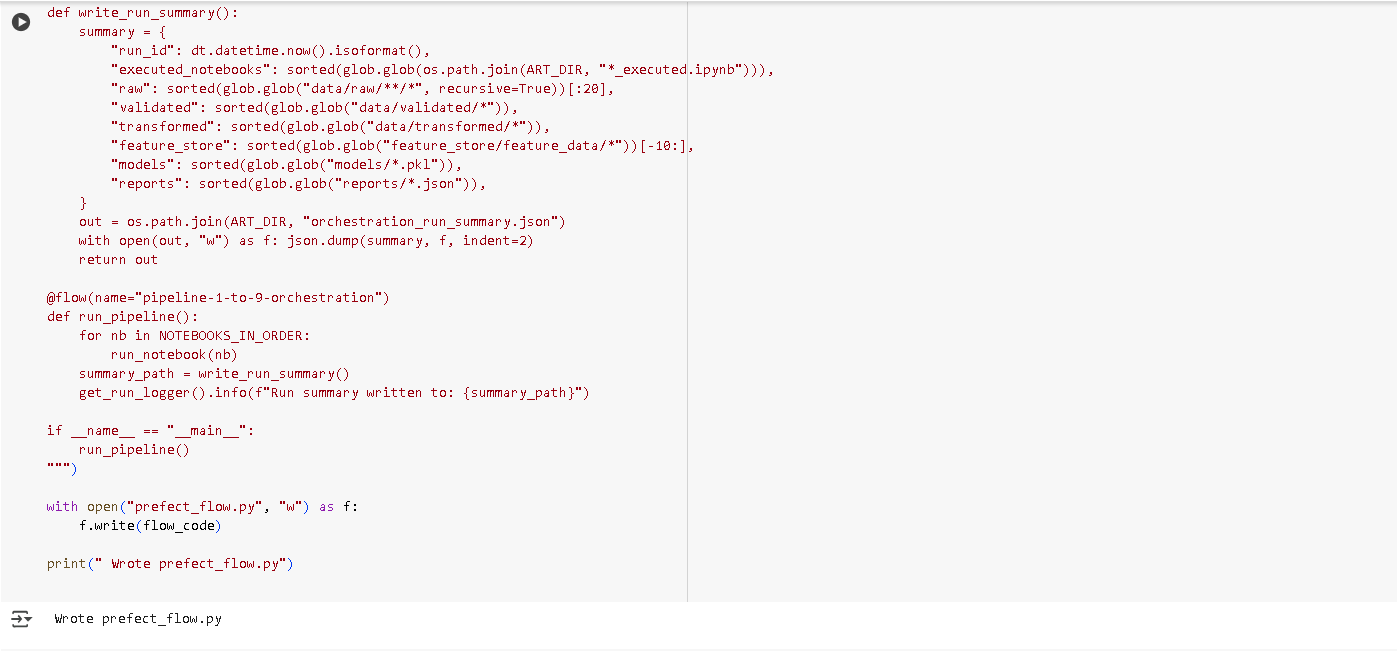 def write_run_summary():
    summary = {
        "run_id": dt.datetime.now().isoformat(),
        "executed_notebooks": sorted(glob.glob(os.path.join(ART_DIR, "*_executed.ipynb"))),
        "raw": sorted(glob.glob("data/raw/**/*", recursive=True))[:20],
        "validated": sorted(glob.glob("data/validated/*")),
        "transformed": sorted(glob.glob("data/transformed/*")),
        "feature_store": sorted(glob.glob("feature_store/feature_data/*"))[-10:],
        "models": sorted(glob.glob("models/*.pkl")),
        "reports": sorted(glob.glob("reports/*.json")),
    }
    out = os.path.join(ART_DIR, "orchestration_run_summary.json")
    with open(out, "w") as f: json.dump(summary, f, indent=2)
    return out

@flow(name="pipeline-1-to-9-orchestration")
def run_pipeline():
    for nb in NOTEBOOKS_IN_ORDER:
        run_notebook(nb)
    summary_path = write_run_summary()
    get_run_logger().info(f"Run summary written to: {summary_path}")

if __name__ == "__main__":
    run_pipeline()
""")

with open("prefect_flow.py", "w") as f:
    f.write(flow_code)

print(" Wrote prefect_flow.py")

Wrote prefect_flow.py